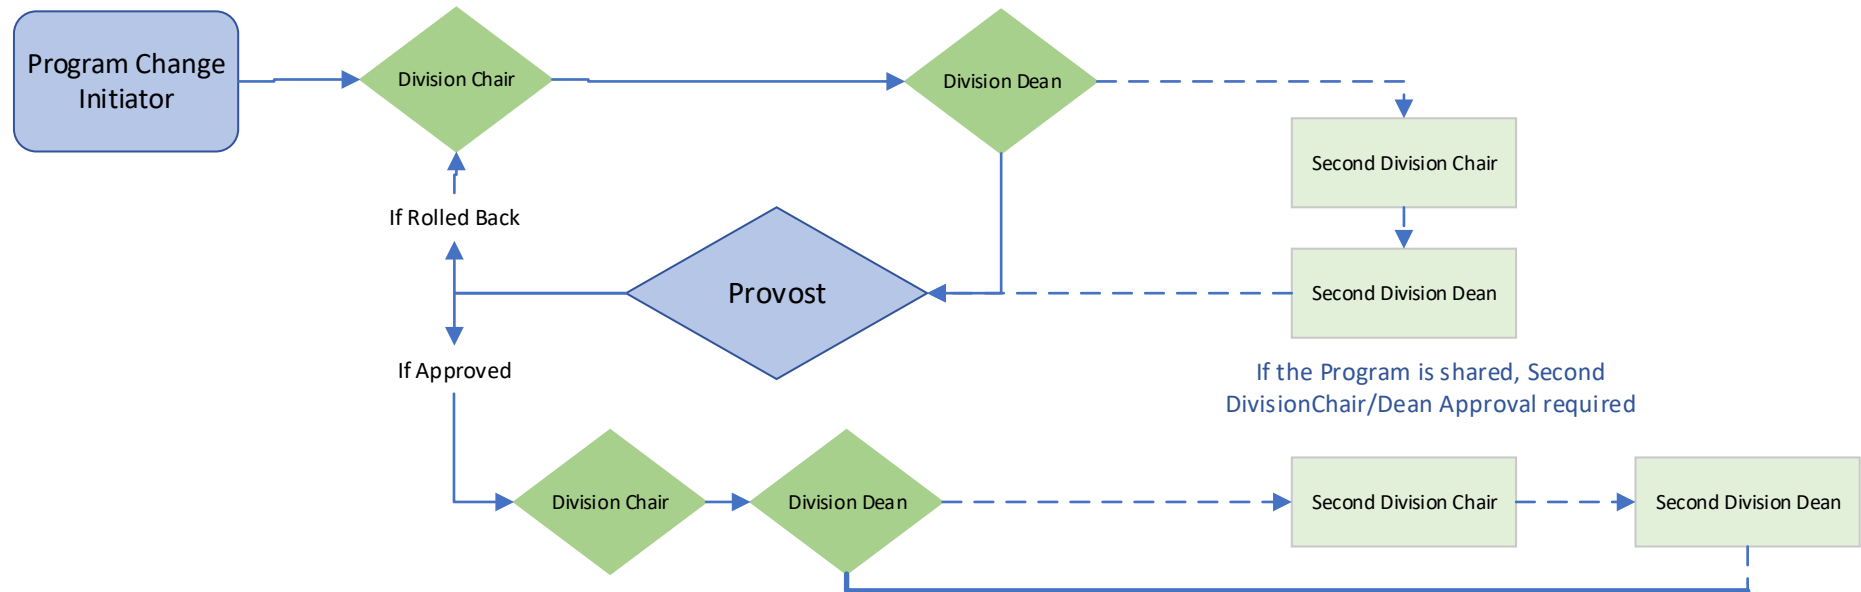 Program Change
Initiator
Division Chair
Division Dean
Second Division Chair
If Rolled Back
Provost
Second Division Dean
If Approved
If the Program is shared, Second
DivisionChair/Dean Approval required
Division Chair
Division Dean
Second Division Chair
Second Division Dean